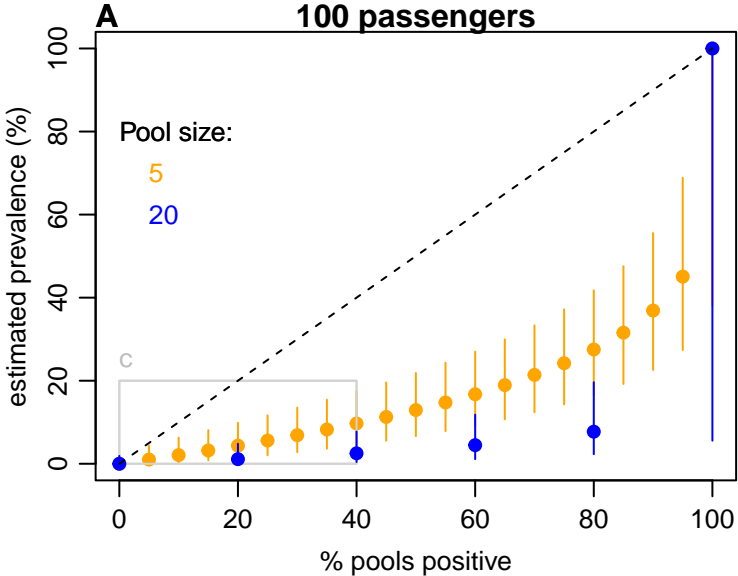 A 100 passengers
estimated prevalence (%)
100
80
60
40
20
0
Pool size:
5
20
C
0 20 40 60 80 100
% pools positive